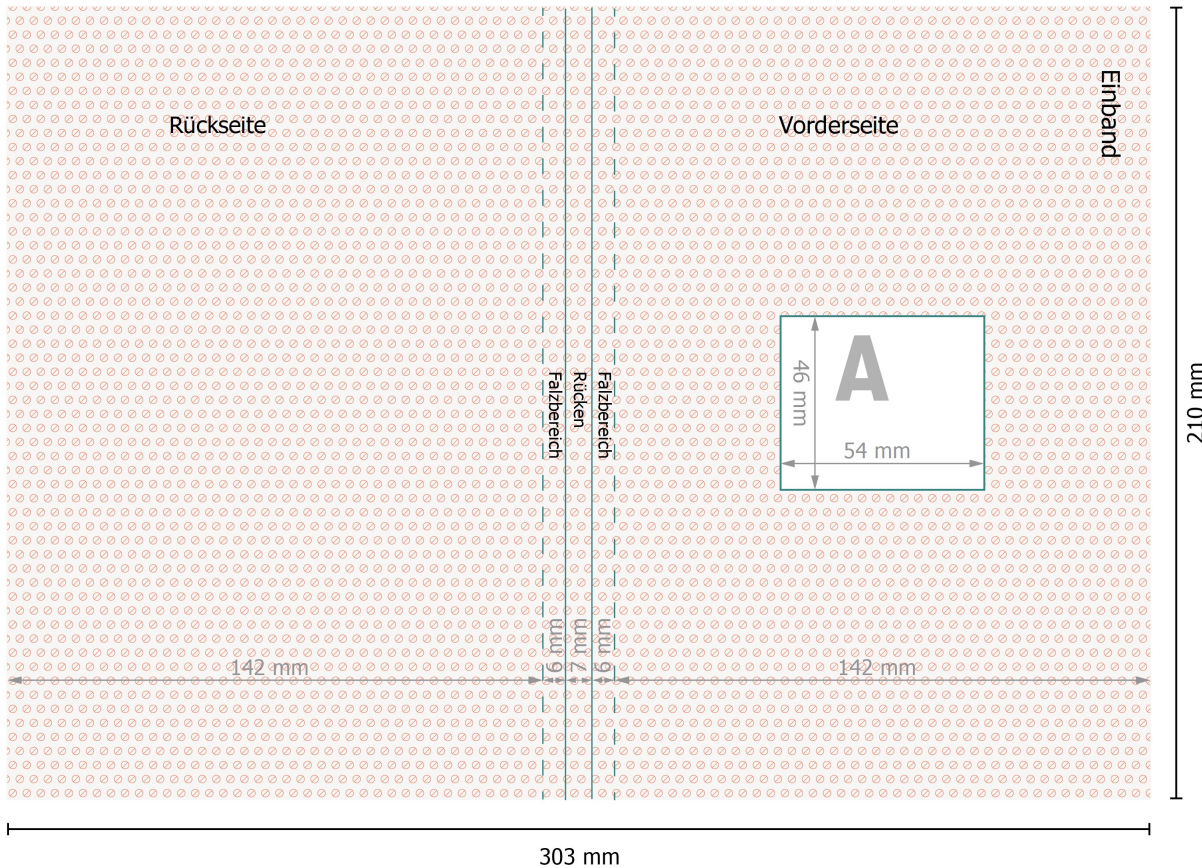 Einband
Rückseite
Vorderseite
Falzbereich
Rücken
Falzbereich
A
46 mm
54 mm
142 mm
6 mm
7 mm
6 mm
142 mm
210 mm
303 mm